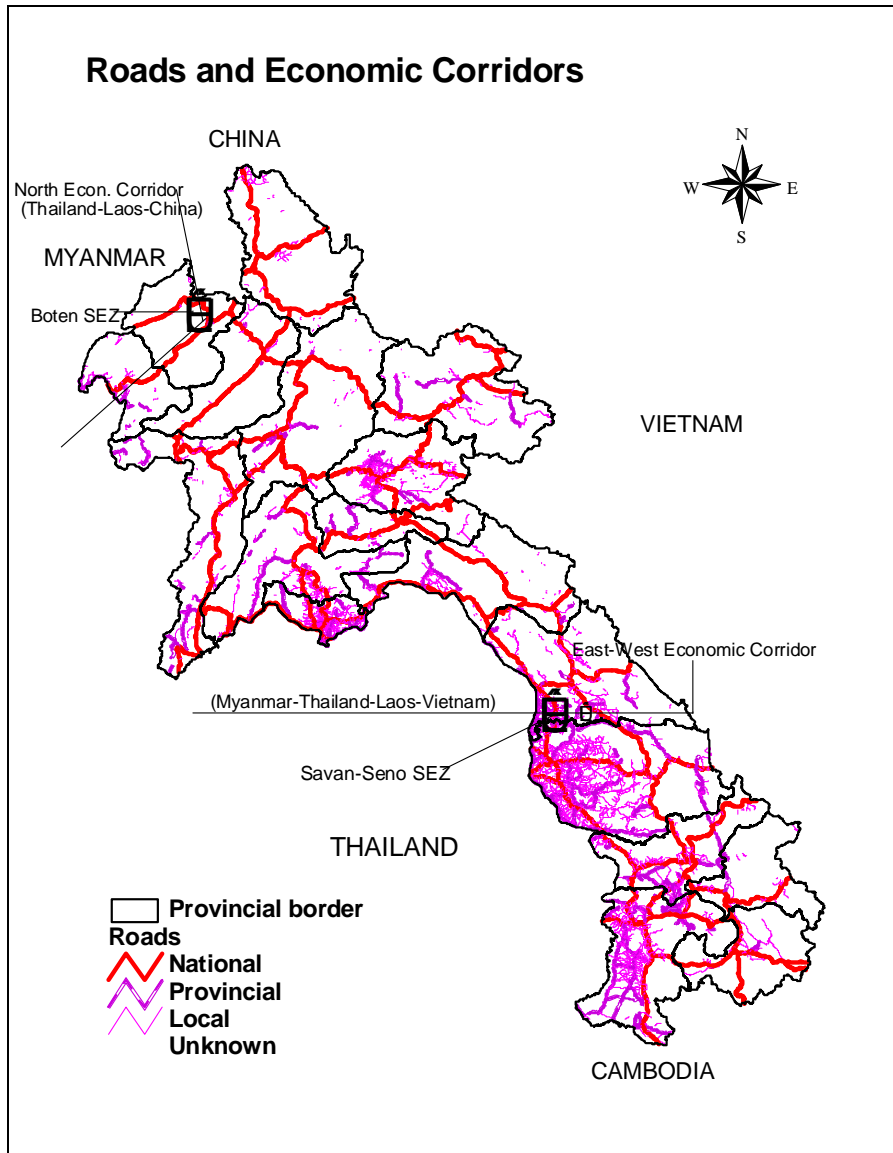 Roads and Economic Corridors
CHINA
N
W
E
S
North Econ. Corridor
(Thailand-Laos-China)
MYANMAR
Boten SEZ
VIETNAM
East-West Economic Corridor
(Myanmar-Thailand-Laos-Vietnam)
Savan-Seno SEZ
THAILAND
Provincial border
Roads
National
Provincial
Local
Unknown
CAMBODIA